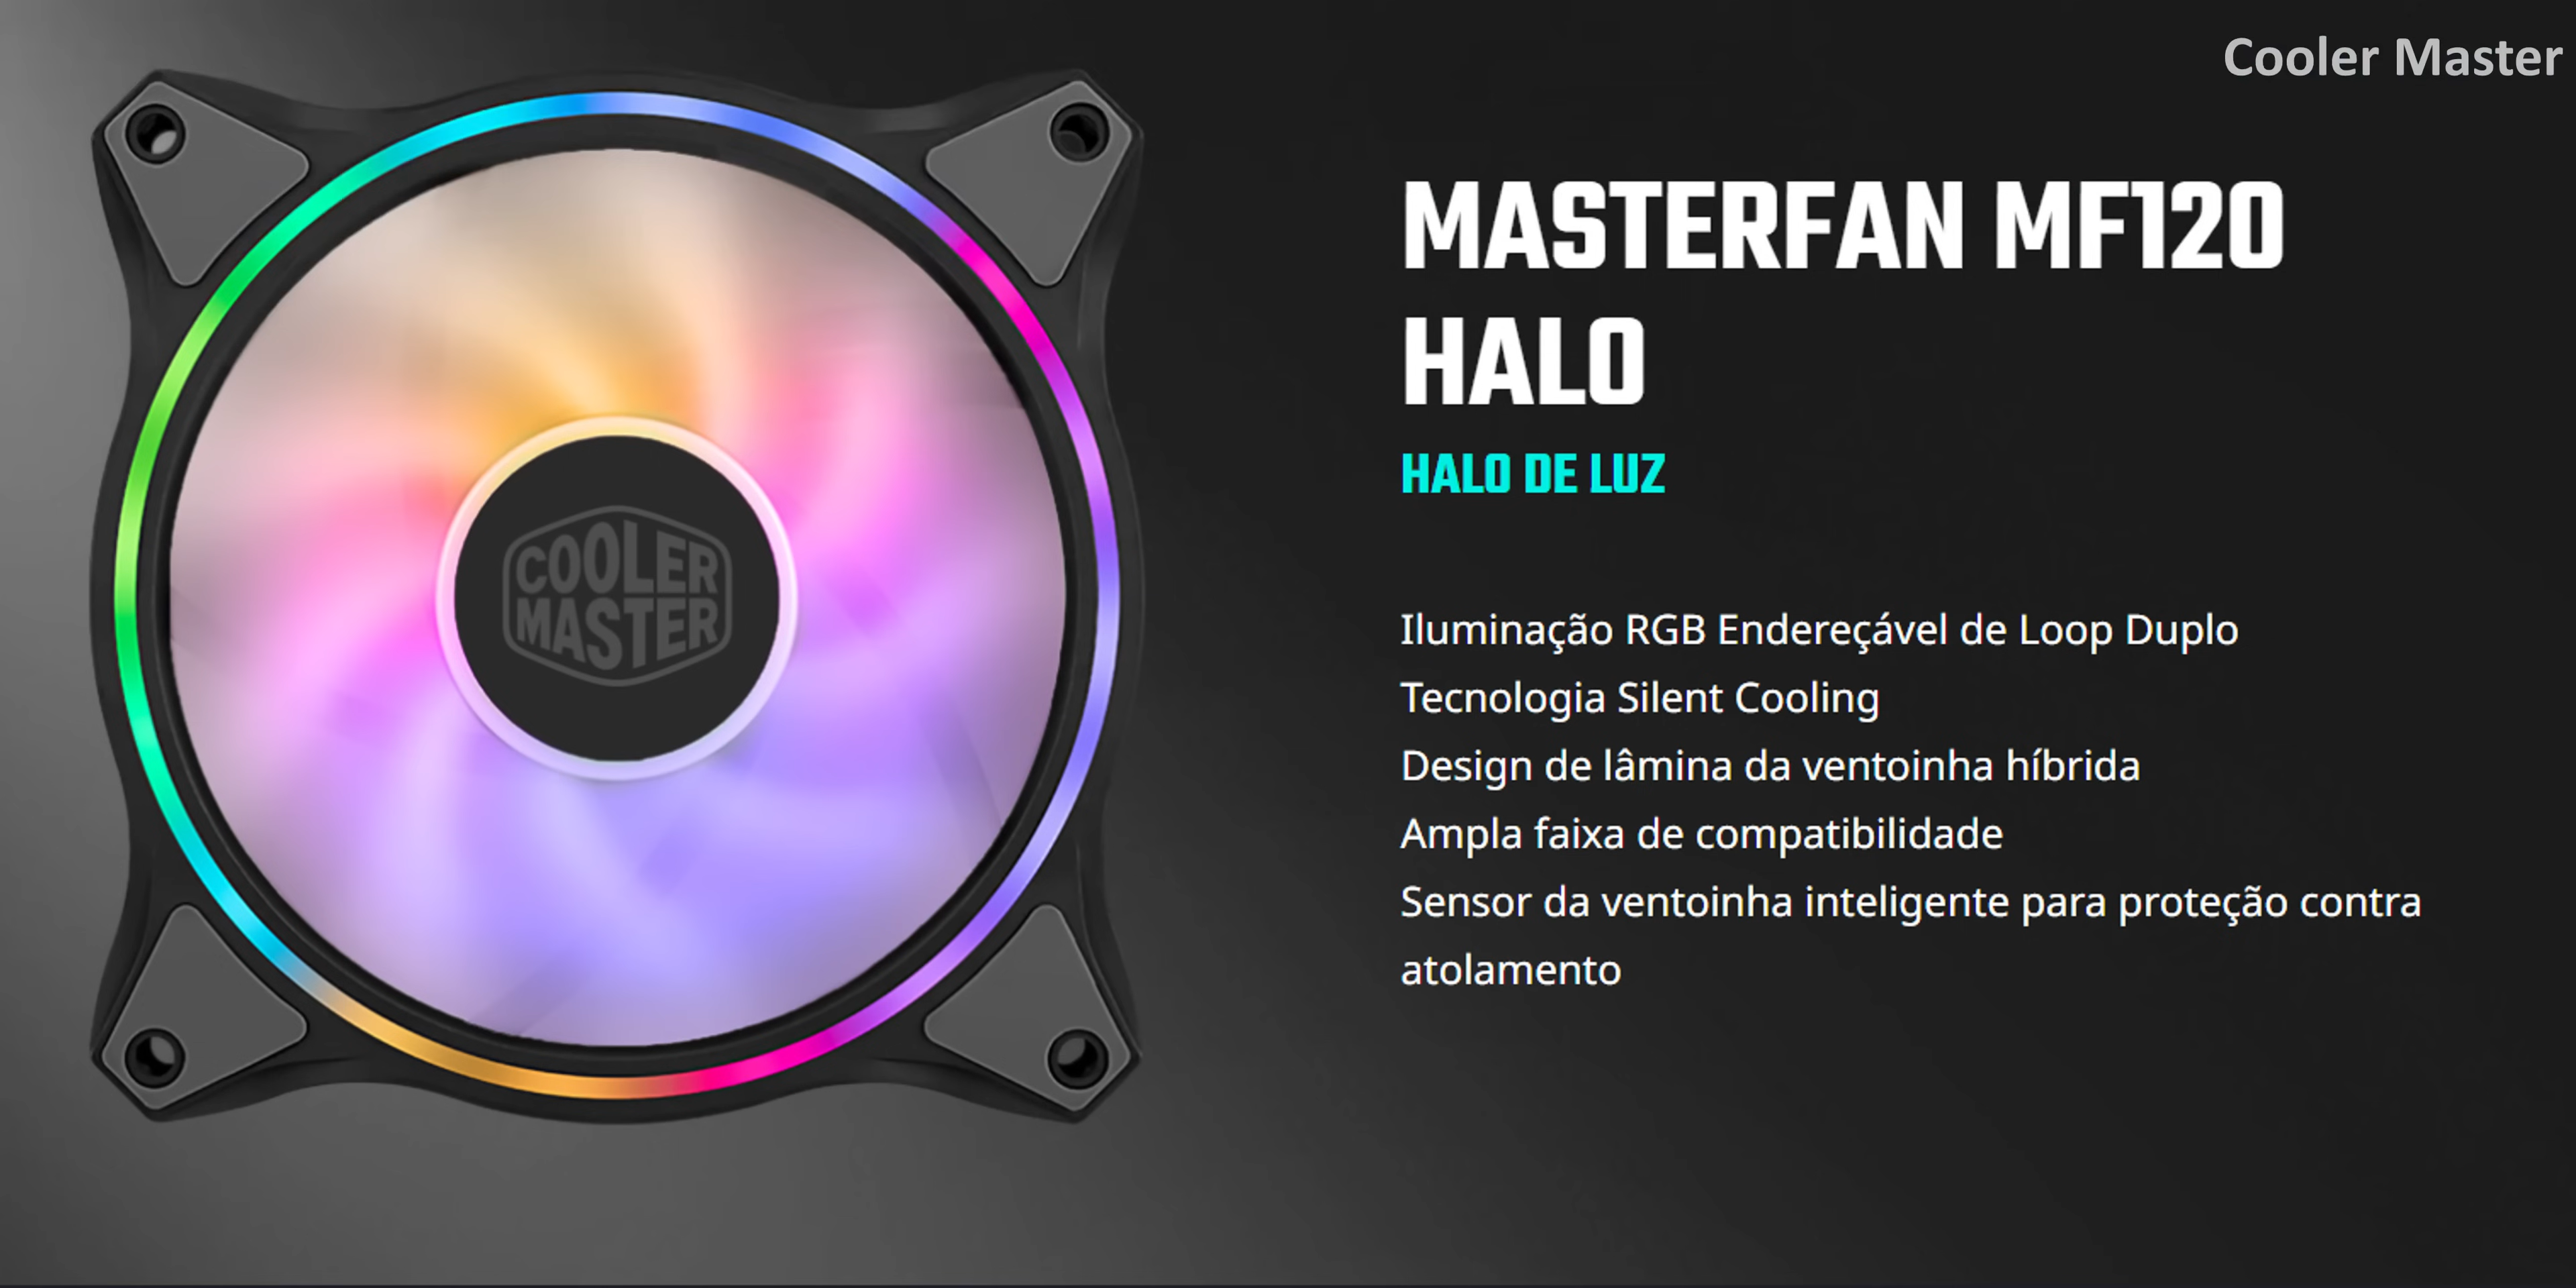 Cooler Master
MASTERFAN MF120
HALO
HALO DE LUZ
Iluminação RGB Endereçável de Loop Duplo
Tecnologia Silent Cooling
Design de lâmina da ventoinha híbrida
Ampla faixa de compatibilidade
Sensor da ventoinha inteligente para proteção contra
atolamento
COOLER
MASTER